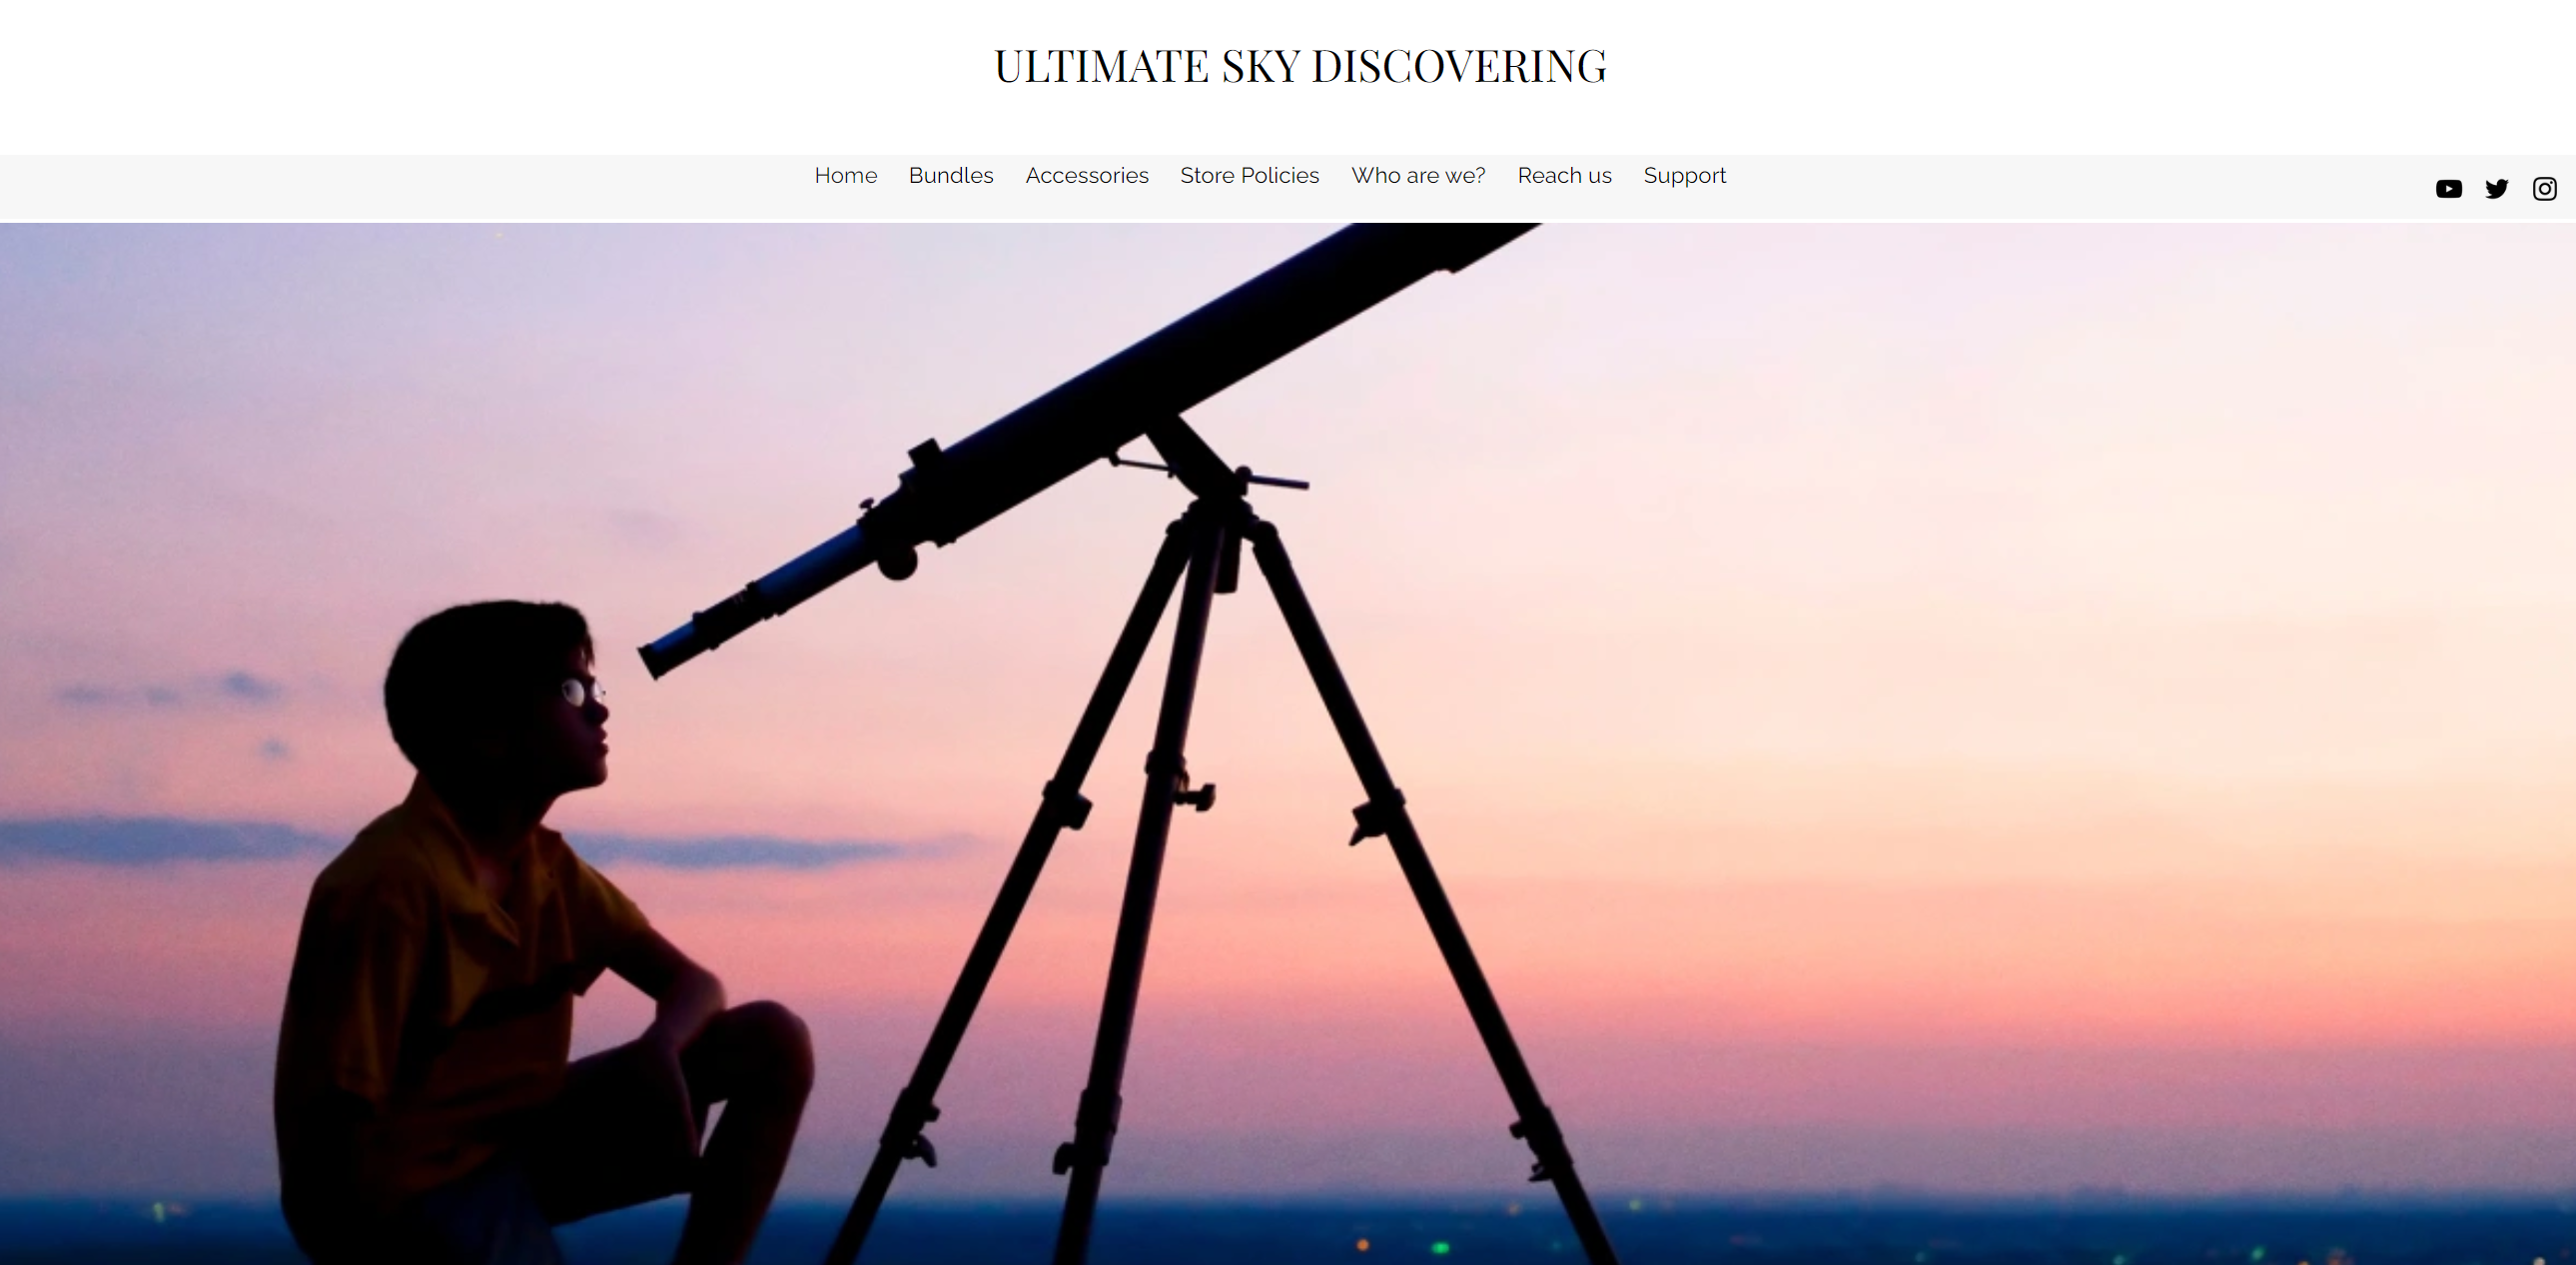 ULTIMATE SKY DISCOVERING
Home Bundles Accessories Store Policies Who are we? Reach us Support